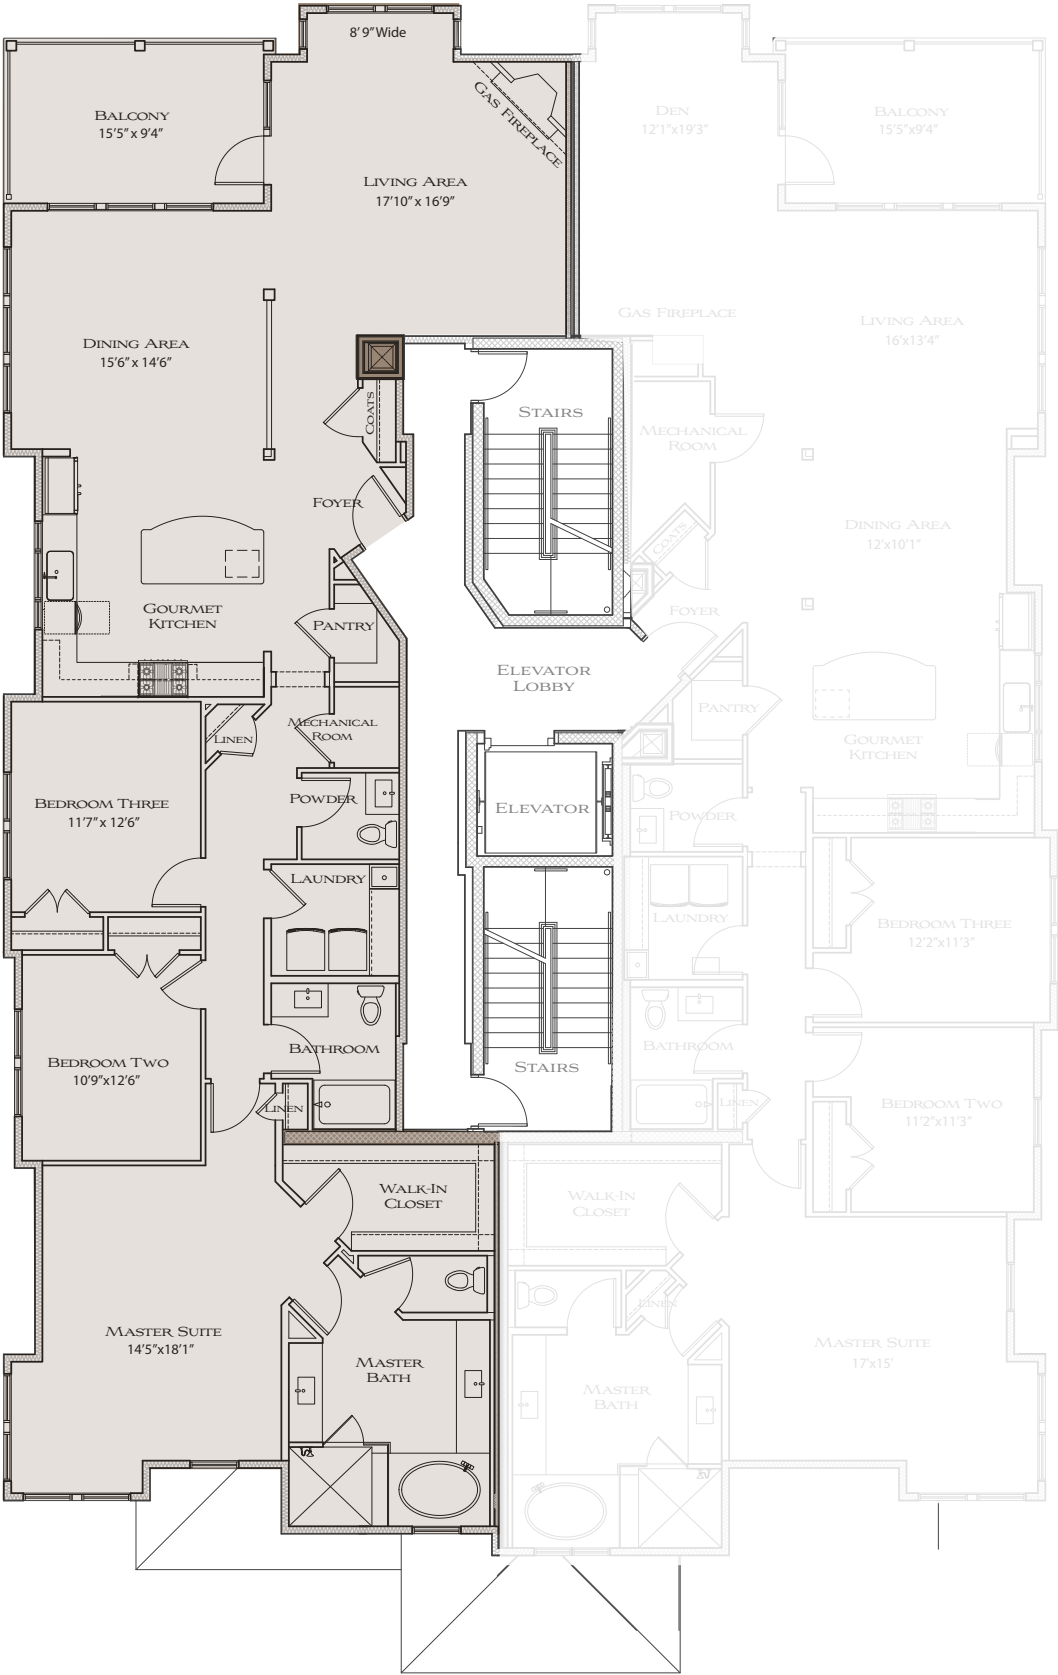 8' 9" Wide
BALCONY
15'5" x 9'4"
GAS FIREPLACE
LIVING AREA
17'10" x 16'9"
DINING AREA
15'6" x 14'6"
COATS
FOYER
GOURMET
KITCHEN
PANTRY
MECHANICAL
ROOM
LINEN
BEDROOM THREE
11'7" x 12'6"
POWDER
LAUNDRY
BEDROOM TWO
10'9"x12'6"
BATHROOM
LINEN
WALK-IN
CLOSET
MASTER SUITE
14'5"x18'1"
MASTER
BATH
STAIRS
ELEVATOR
LOBBY
ELEVATOR
STAIRS
DEN
12'1"x19'3"
BALCONY
15'5"x9'4"
GAS FIREPLACE
LIVING AREA
16'x13'4"
MECHANICAL
ROOM
COATS
DINING AREA
12'x10'1"
FOYER
PANTRY
GOURMET
KITCHEN
POWDER
LAUNDRY
BEDROOM THREE
12'2"x11'3"
BATHROOM
LINEN
BEDROOM TWO
11'2"x11'3"
WALK-IN
CLOSET
LINEN
MASTER SUITE
17'x15'
MASTER
BATH